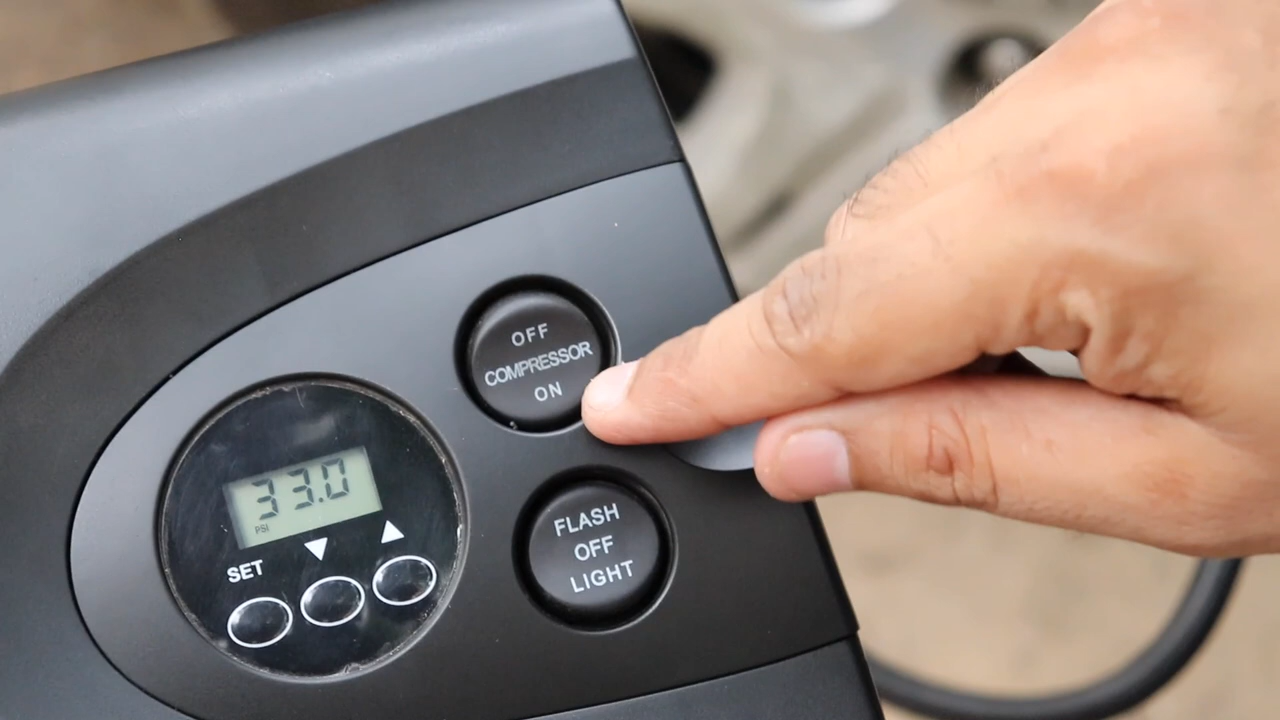 OFF
COMPRESSOR
ON
33.0
PSI
SET
FLASH
OFF
LIGHT